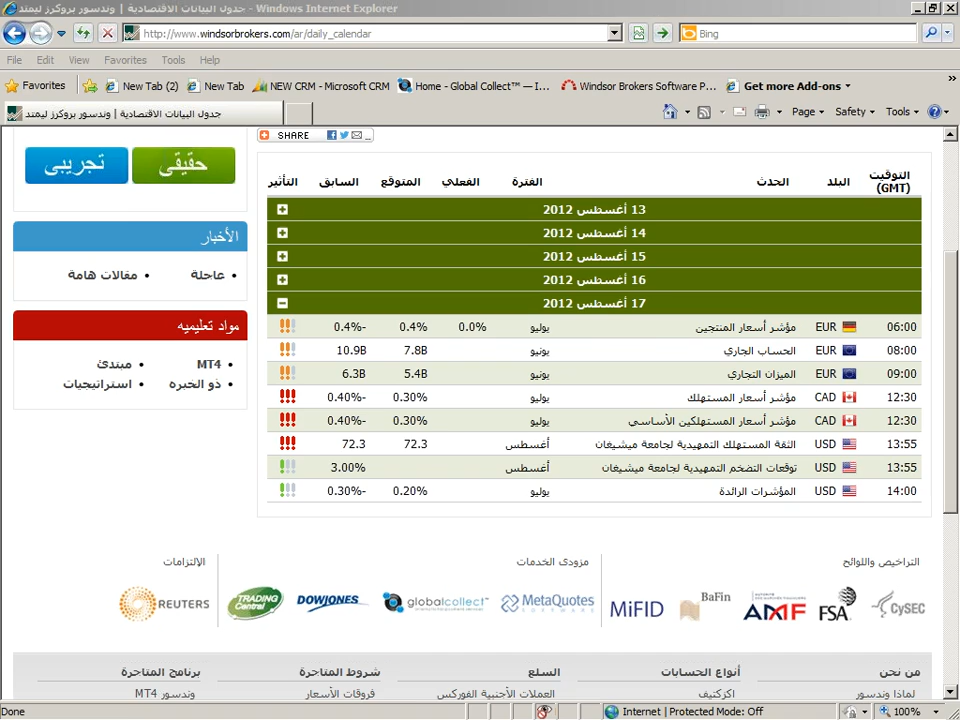 جدول البيانات الاقتصادية | وندسور بروكرز ليمتد - Windows Internet Explorer
http://www.windsorbrokers.com/ar/daily_calendar
Bing
File Edit View Favorites Tools Help
Favorites New Tab (2) New Tab NEW CRM - Microsoft CRM Home - Global Collect™ — I... Windsor Brokers Software P... Get more Add-ons
جدول البيانات الاقتصادية | وندسور بروكرز ليمتد
Page Safety Tools
SHARE
حقيقي تجريبي
الأخبار
عاجلة
مقالات هامة
مواد تعليميه
MT4
مبتدئ
ذو الخبره
استراتيجيات
التوقيت (GMT) البلد الحدث الفترة الفعلي المتوقع السابق التأثير
13 أغسطس 2012
14 أغسطس 2012
15 أغسطس 2012
16 أغسطس 2012
17 أغسطس 2012
06:00 EUR مؤشر أسعار المنتجين يوليو 0.0% 0.4% 0.4%-
08:00 EUR الحساب الجاري يونيو 7.8B 10.9B
09:00 EUR الميزان التجاري يونيو 5.4B 6.3B
12:30 CAD مؤشر أسعار المستهلك يوليو 0.30% 0.40%-
12:30 CAD مؤشر أسعار المستهلكين الأساسي يوليو 0.30% 0.40%-
13:55 USD الثقة المستهلك التمهيدية لجامعة ميشيغان أغسطس 72.3 72.3
13:55 USD توقعات التضخم التمهيدية لجامعة ميشيغان أغسطس 3.00%
14:00 USD المؤشرات الرائدة يوليو 0.20% 0.30%-
التراخيص واللوائح
مزودى الخدمات
الإلتزامات
CySEC
FSA
AMF
BaFin
MiFID
MetaQuotes
SOFTWARE
globalcollect™
DOWJONES
TRADING Central
REUTERS
من نحن أنواع الحسابات السلع شروط المتاجرة برنامج المتاجرة
لماذا وندسور اكزكتيف العملات الأجنبية الفوركس فروقات الأسعار وندسور MT4
Done
Internet | Protected Mode: Off
100%